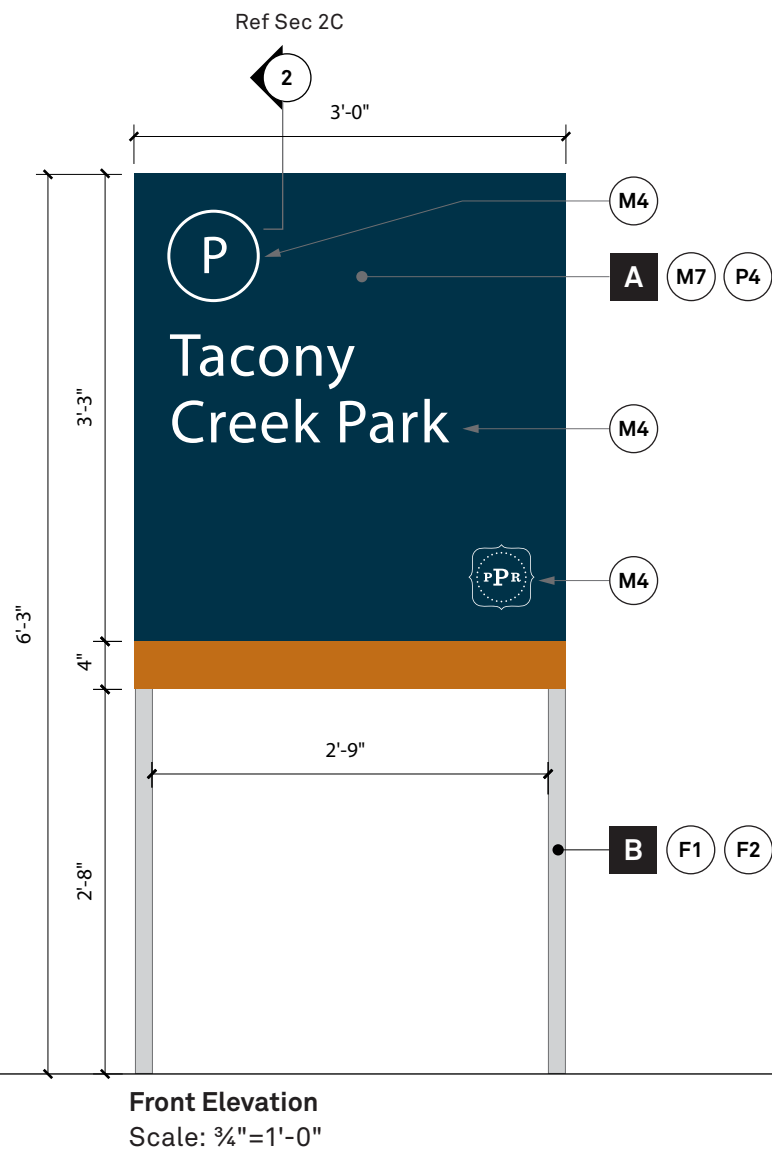 Ref Sec 2C
2
3'-0"
M4
P
A M7 P4
Tacony
Creek Park
3'-3"
M4
PPR
M4
6'-3"
4"
2'-9"
2'-8"
B F1 F2
Front Elevation
Scale: ¾"=1'-0"